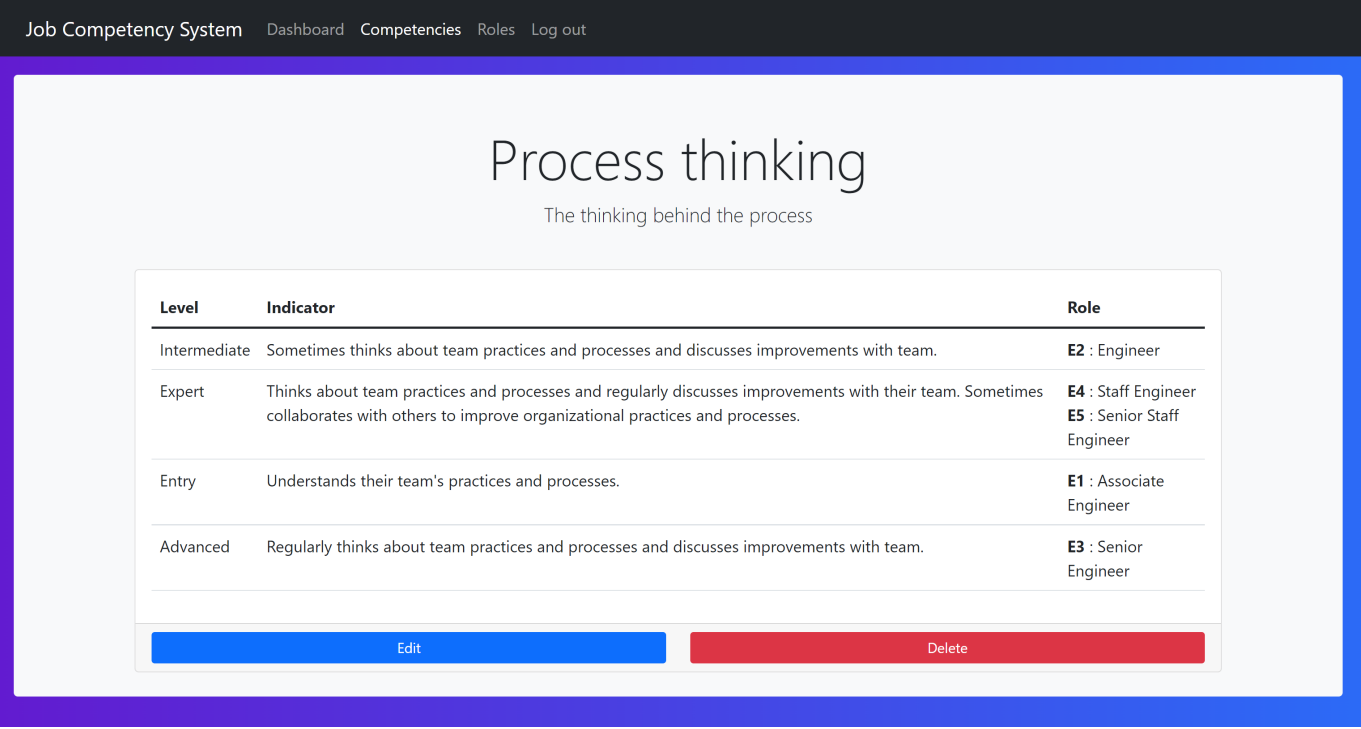 Job Competency System Dashboard Competencies Roles Log out
Process thinking
The thinking behind the process
Level Indicator Role
Intermediate Sometimes thinks about team practices and processes and discusses improvements with team. E2 : Engineer
Expert Thinks about team practices and processes and regularly discusses improvements with their team. Sometimes E4 : Staff Engineer
collaborates with others to improve organizational practices and processes. E5 : Senior Staff
Engineer
Entry Understands their team's practices and processes. E1 : Associate
Engineer
Advanced Regularly thinks about team practices and processes and discusses improvements with team. E3 : Senior
Engineer
Edit Delete